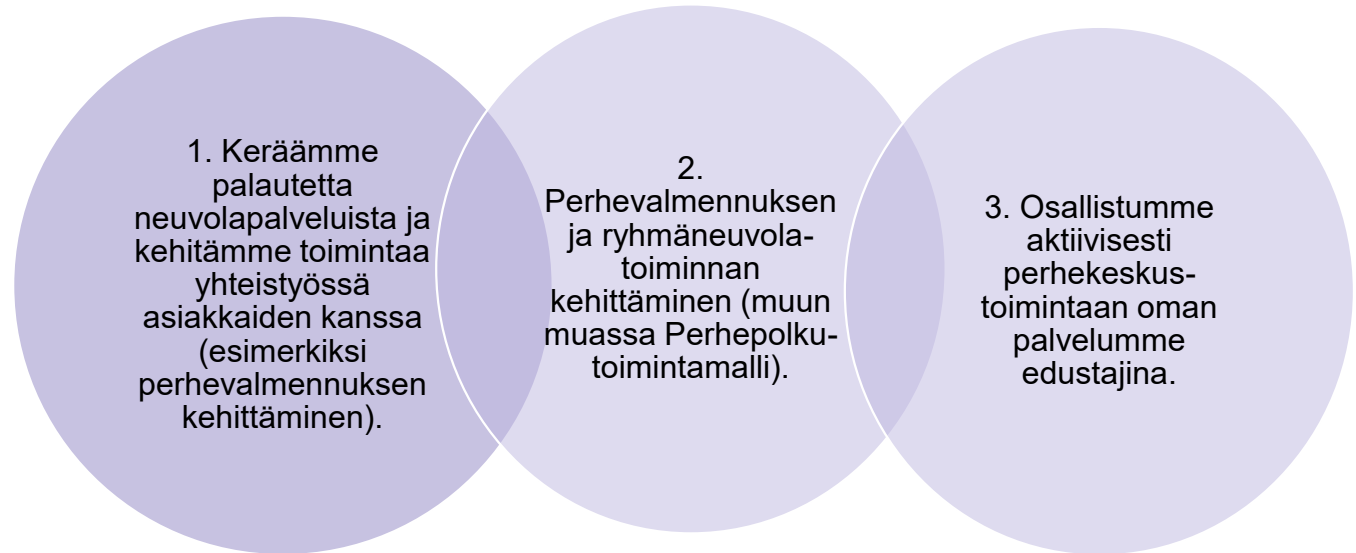 1. Keräämme
palautetta
neuvolapalveluista ja
kehitämme toimintaa
yhteistyössä
asiakkaiden kanssa
(esimerkiksi
perhevalmennuksen
kehittäminen).
2.
Perhevalmennuksen
ja ryhmäneuvola-
toiminnan
kehittäminen (muun
muassa Perhepolku-
toimintamalli).
3. Osallistumme
aktiivisesti
perhekeskus-
toimintaan oman
palvelumme
edustajina.